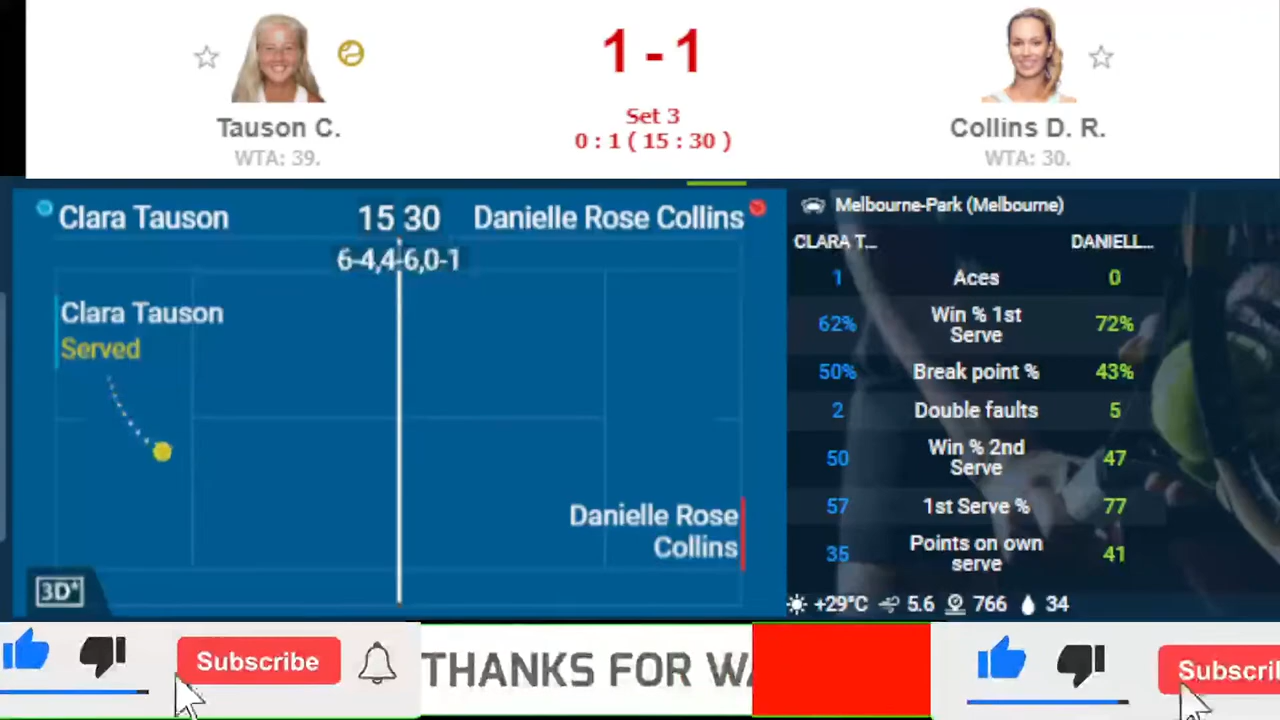 1 - 1
Set 3
0 : 1 ( 15 : 30 )
Tauson C.
WTA: 39.
Collins D. R.
WTA: 30.
Clara Tauson
15 30
Danielle Rose Collins
6-4,4-6,0-1
Clara Tauson
Served
Danielle Rose
Collins
3D+
Melbourne-Park (Melbourne)
CLARA T... DANIELL...
1 Aces 0
62% Win % 1st
Serve 72%
50% Break point % 43%
2 Double faults 5
50 Win % 2nd
Serve 47
57 1st Serve % 77
35 Points on own
serve 41
+29°C 5.6 766 34
Subscribe
THANKS FOR WA
Subscri